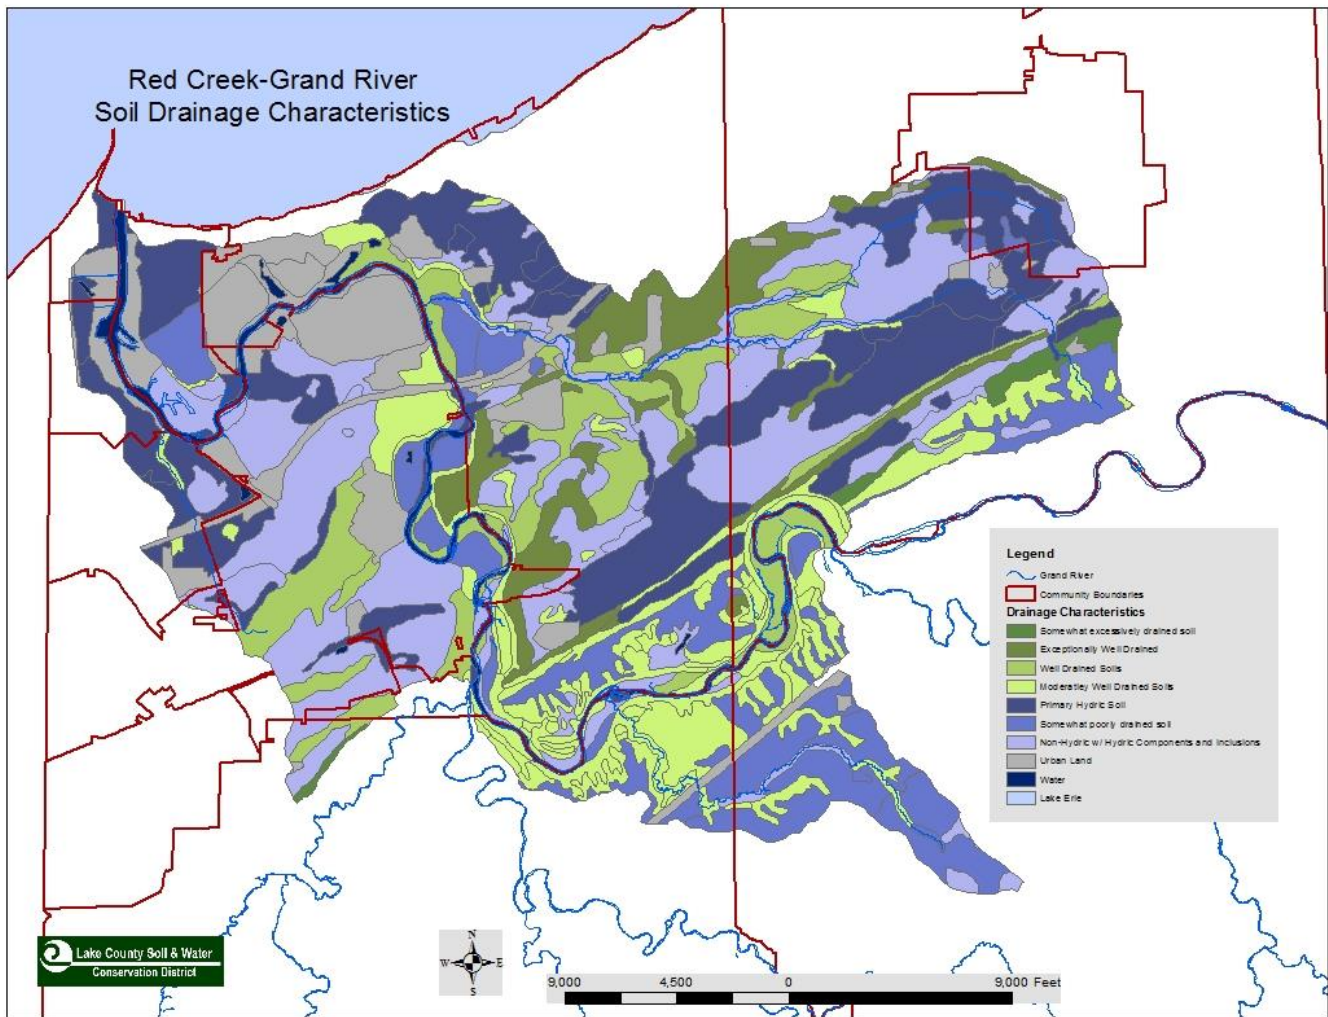 Red Creek-Grand River
Soil Drainage Characteristics
Legend
Grand River
Community Boundaries
Drainage Characteristics
Somewhat excessively drained soil
Exceptionally Well Drained
Well Drained Soils
Moderatley Well Drained Soils
Primary Hydric Soil
Somewhat poorly drained soil
Non-Hydric w/ Hydric Components and Inclusions
Urban Land
Water
Lake Erie
Lake County Soil & Water
Conservation District
N
W E
S
9,000 4,500 0 9,000 Feet